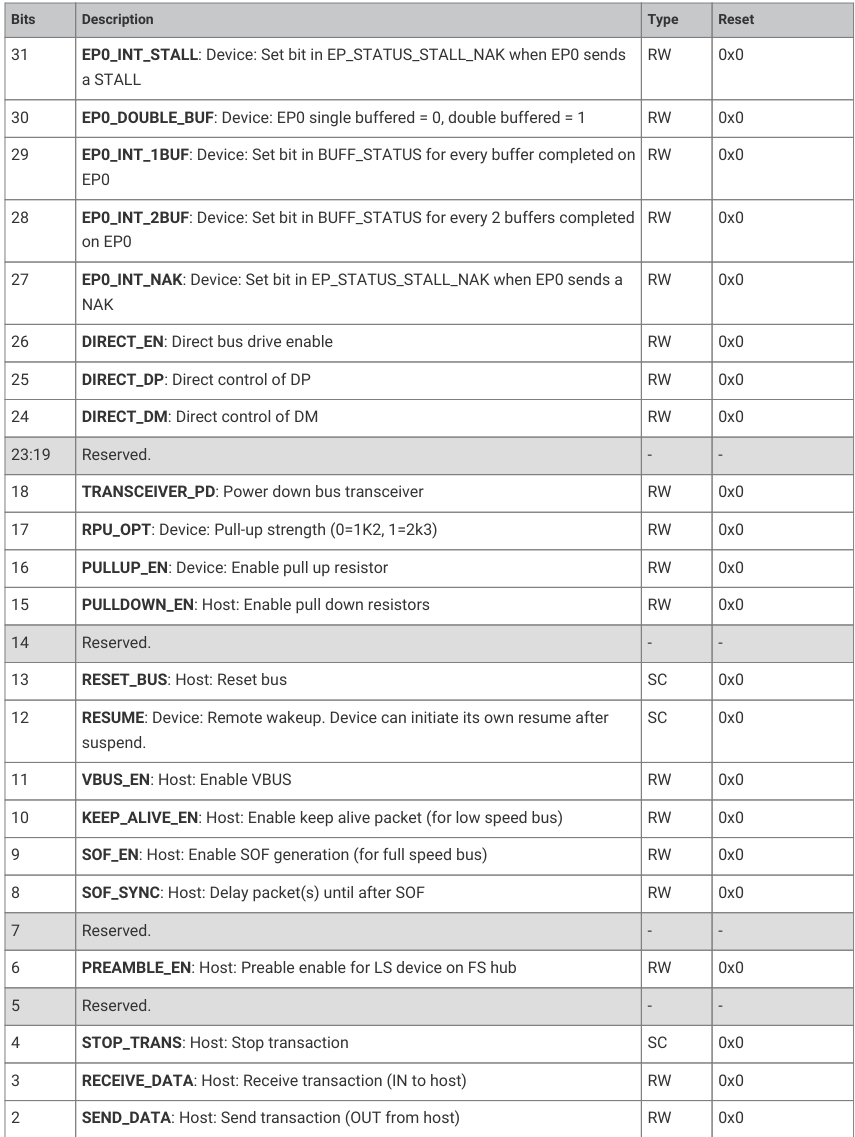 Bits Description Type Reset
31 EP0_INT_STALL: Device: Set bit in EP_STATUS_STALL_NAK when EP0 sends RW 0x0
a STALL
30 EP0_DOUBLE_BUF: Device: EP0 single buffered = 0, double buffered = 1 RW 0x0
29 EP0_INT_1BUF: Device: Set bit in BUFF_STATUS for every buffer completed on RW 0x0
EP0
28 EP0_INT_2BUF: Device: Set bit in BUFF_STATUS for every 2 buffers completed RW 0x0
on EP0
27 EP0_INT_NAK: Device: Set bit in EP_STATUS_STALL_NAK when EP0 sends a RW 0x0
NAK
26 DIRECT_EN: Direct bus drive enable RW 0x0
25 DIRECT_DP: Direct control of DP RW 0x0
24 DIRECT_DM: Direct control of DM RW 0x0
23:19 Reserved. - -
18 TRANSCEIVER_PD: Power down bus transceiver RW 0x0
17 RPU_OPT: Device: Pull-up strength (0=1K2, 1=2k3) RW 0x0
16 PULLUP_EN: Device: Enable pull up resistor RW 0x0
15 PULLDOWN_EN: Host: Enable pull down resistors RW 0x0
14 Reserved. - -
13 RESET_BUS: Host: Reset bus SC 0x0
12 RESUME: Device: Remote wakeup. Device can initiate its own resume after SC 0x0
suspend.
11 VBUS_EN: Host: Enable VBUS RW 0x0
10 KEEP_ALIVE_EN: Host: Enable keep alive packet (for low speed bus) RW 0x0
9 SOF_EN: Host: Enable SOF generation (for full speed bus) RW 0x0
8 SOF_SYNC: Host: Delay packet(s) until after SOF RW 0x0
7 Reserved. - -
6 PREAMBLE_EN: Host: Preable enable for LS device on FS hub RW 0x0
5 Reserved. - -
4 STOP_TRANS: Host: Stop transaction SC 0x0
3 RECEIVE_DATA: Host: Receive transaction (IN to host) RW 0x0
2 SEND_DATA: Host: Send transaction (OUT from host) RW 0x0